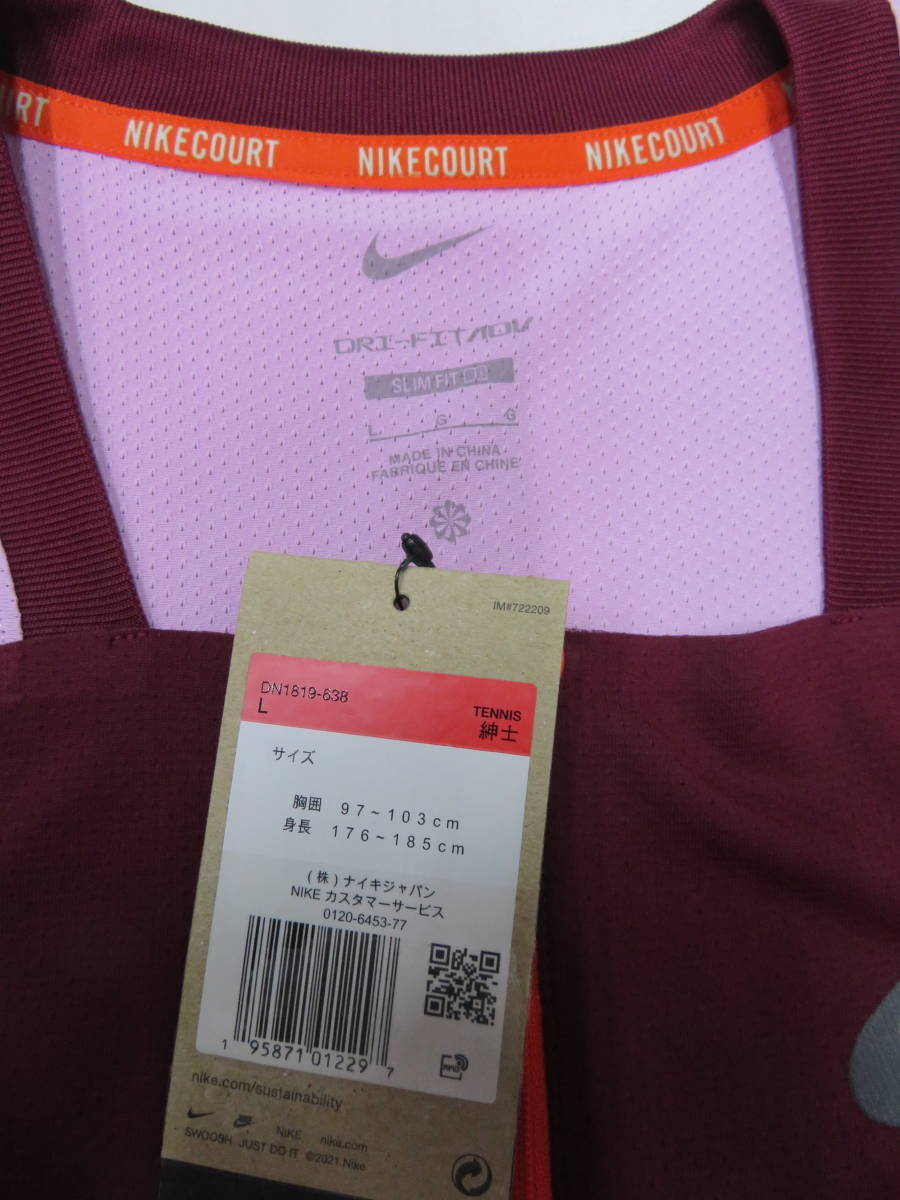 RT NIKECOURT NIKECOURT NIKECOURT
DRI-FIT ADV
SLIM FIT
L G G
MADE IN CHINA
FABRIQUÉ EN CHINE
IM#722209
DN1819-638
L
TENNIS
紳士
サイズ
胸囲 97~103cm
身長 176~185cm
(株)ナイキジャパン
NIKE カスタマーサービス
0120-6453-77
1 95871 01229 7
RFID
nike.com/sustainability
NIKE nike.com
SWOOSH JUST DO IT ©2021 Nike